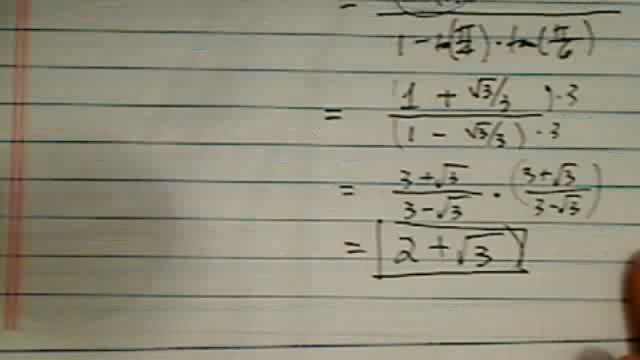 =
1 - tan(π/4) · tan(π/6)
= (1 + √3/3) · 3
(1 - √3/3) · 3
= 3+√3 / 3-√3 · (3+√3 / 3-√3)
= 2 + √3